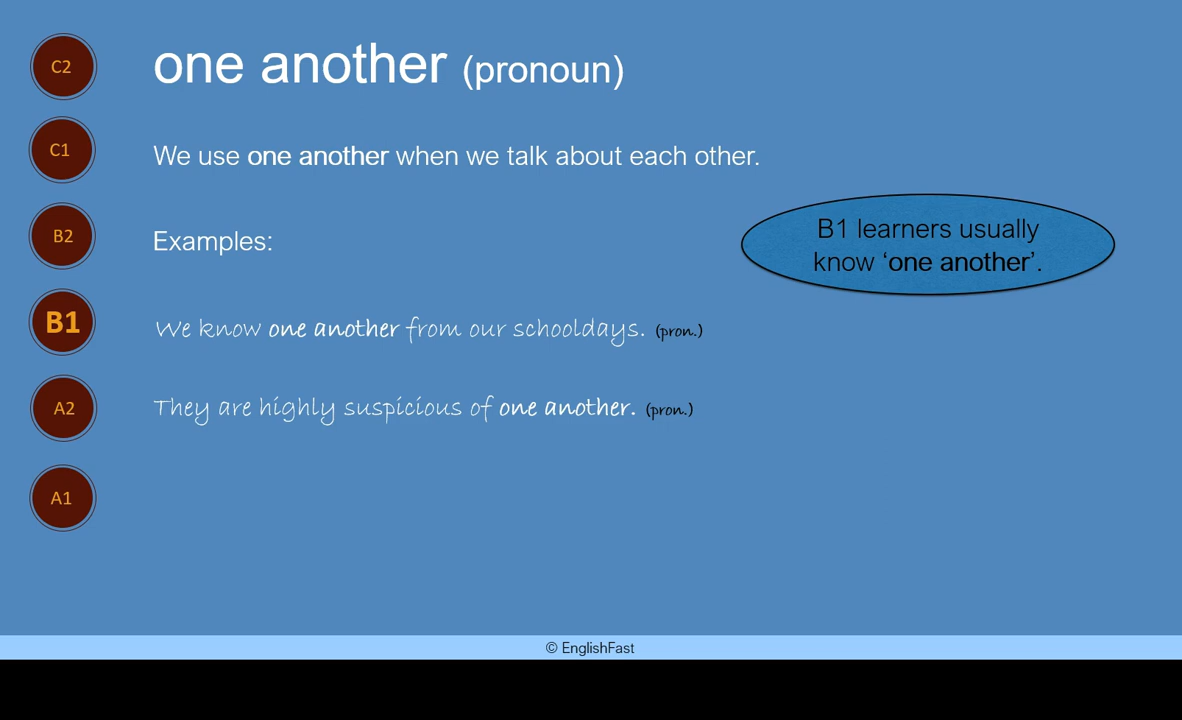 C2
one another (pronoun)
C1
We use one another when we talk about each other.
B2
Examples:
B1 learners usually
know ‘one another’.
B1
We know one another from our schooldays. (pron.)
A2
They are highly suspicious of one another. (pron.)
A1
© EnglishFast